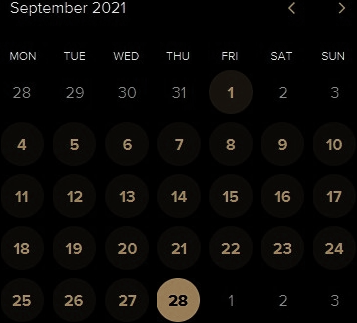 September 2021
MON TUE WED THU FRI SAT SUN
28 29 30 31 1 2 3
4 5 6 7 8 9 10
11 12 13 14 15 16 17
18 19 20 21 22 23 24
25 26 27 28 1 2 3